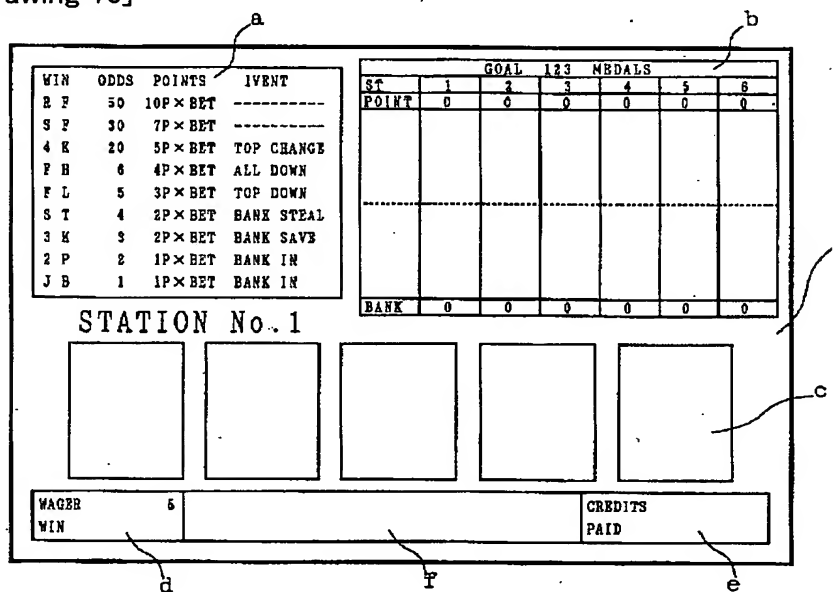 awing 10]
a
b
WIN ODDS POINTS IVENT
R F 50 10P×BET ----------
S F 30 7P×BET ----------
4 K 20 5P×BET TOP CHANGE
F H 6 4P×BET ALL DOWN
F L 5 3P×BET TOP DOWN
S T 4 2P×BET BANK STEAL
3 K 3 2P×BET BANK SAVE
2 P 2 1P×BET BANK IN
J B 1 1P×BET BANK IN
GOAL 123 MEDALS
ST 1 2 3 4 5 6
POINT 0 0 0 0 0 0
BANK 0 0 0 0 0 0
STATION No.1
c
WAGER 5
WIN
CREDITS
PAID
d
f
e